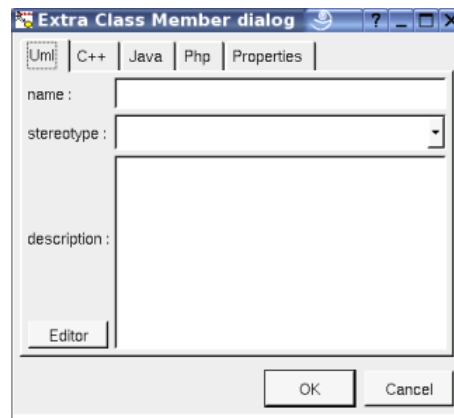 Extra Class Member dialog ? _ □ X
Uml C++ Java Php Properties
name :
stereotype :
description :
Editor
OK Cancel